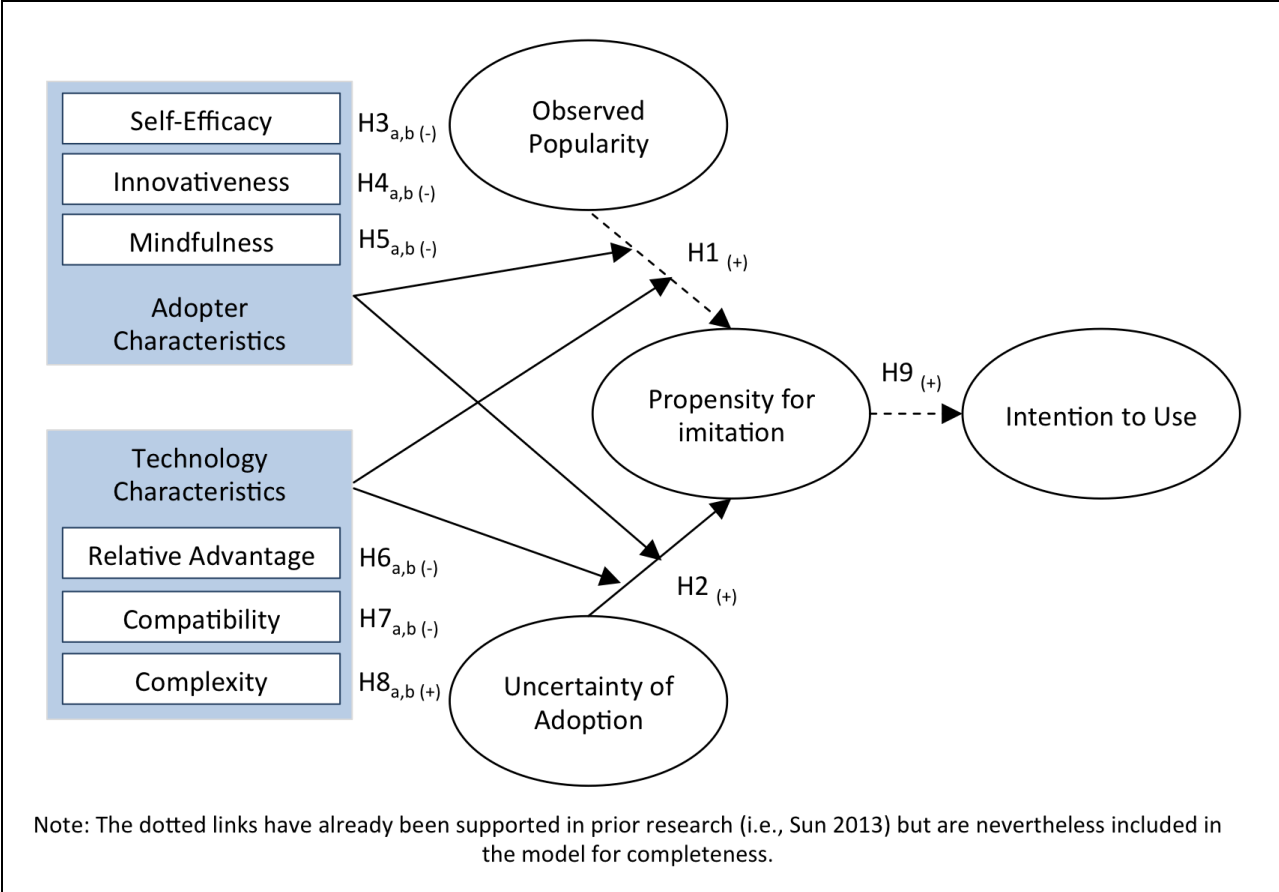 Self-Efficacy
H3a,b (-)
Innovativeness
H4a,b (-)
Mindfulness
H5a,b (-)
Adopter
Characteristics
Observed
Popularity
H1 (+)
Propensity for
imitation
H9 (+)
Intention to Use
Technology
Characteristics
Relative Advantage
H6a,b (-)
Compatibility
H7a,b (-)
Complexity
H8a,b (+)
H2 (+)
Uncertainty of
Adoption
Note: The dotted links have already been supported in prior research (i.e., Sun 2013) but are nevertheless included in
the model for completeness.